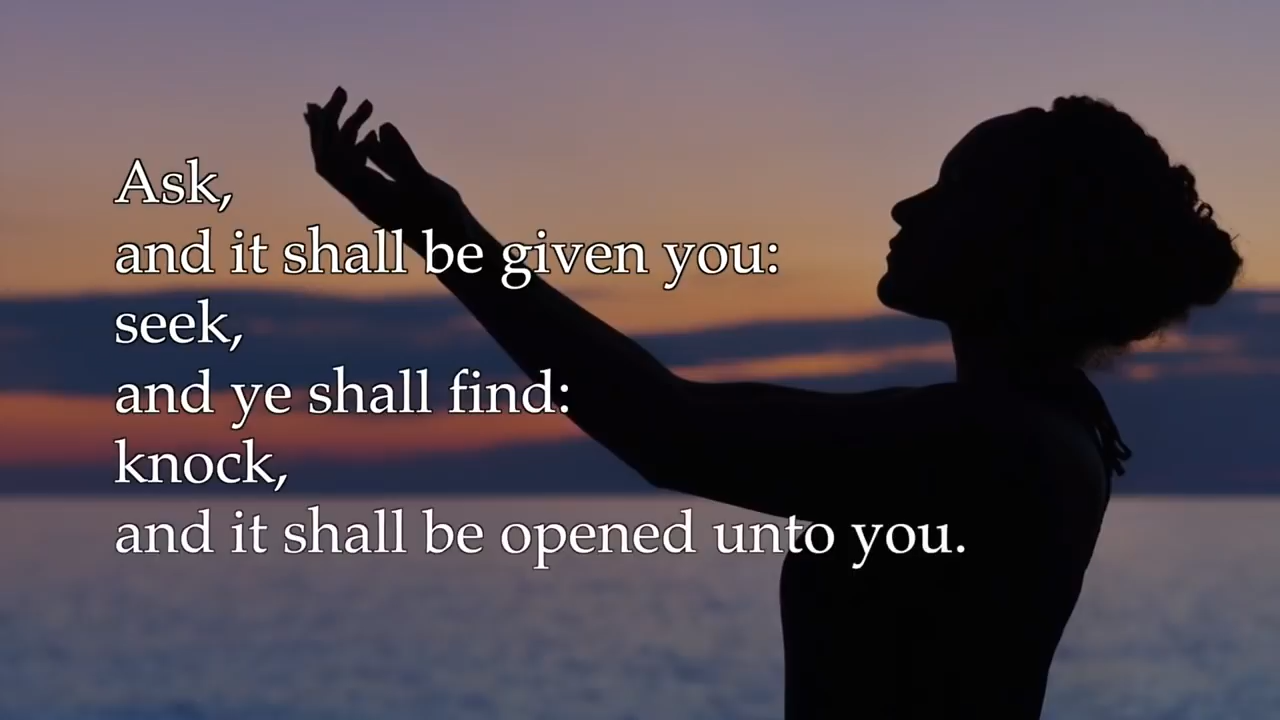 Ask,
and it shall be given you:
seek,
and ye shall find:
knock,
and it shall be opened unto you.